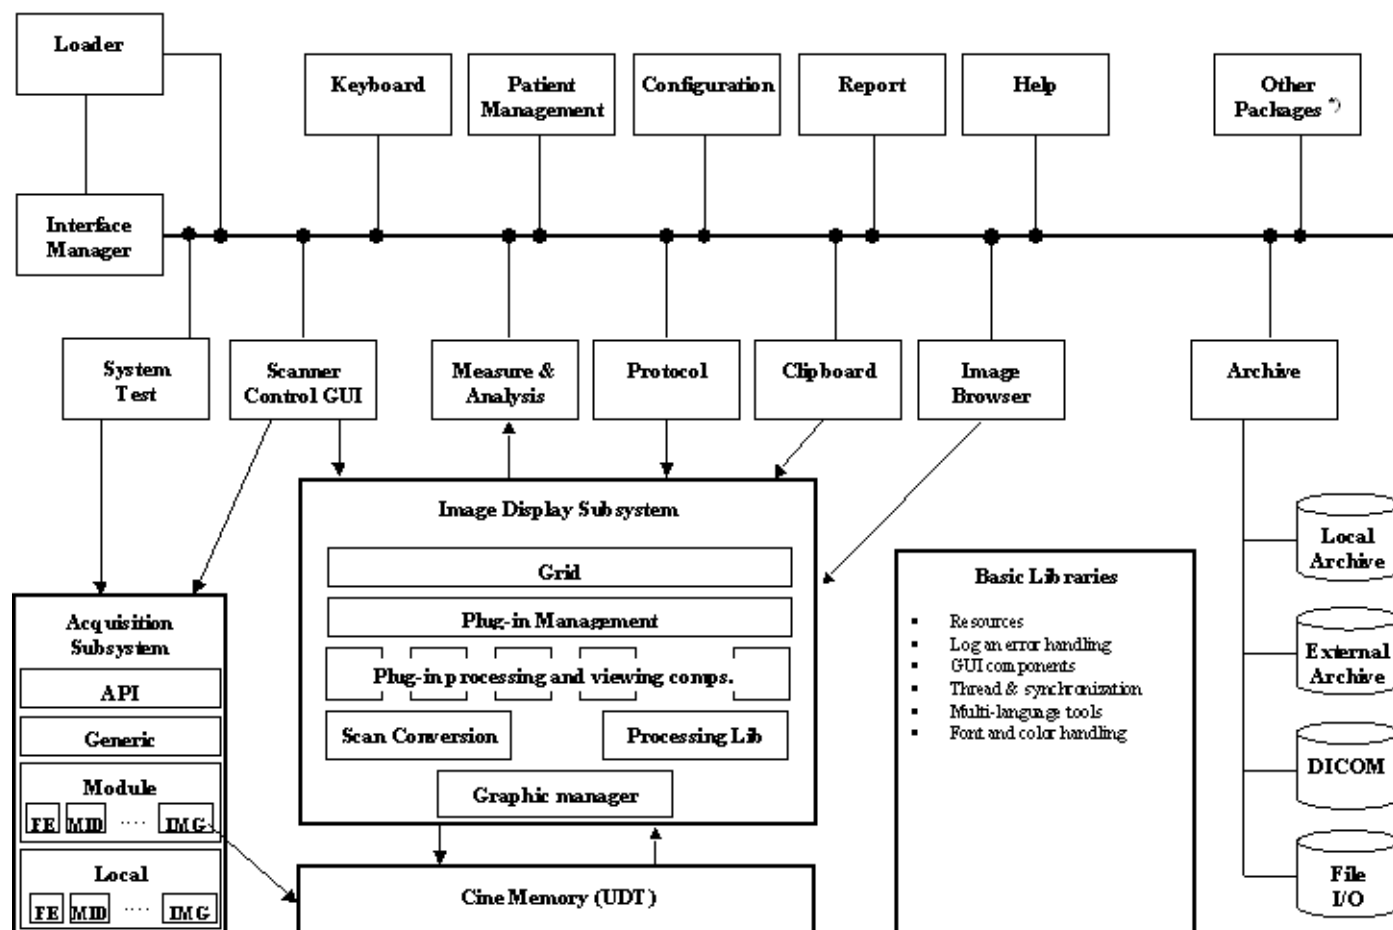 Loader
Keyboard
Patient
Management
Configuration
Report
Help
Other
Packages *)
Interface
Manager
System
Test
Scanner
Control GUI
Measure &
Analysis
Protocol
Clipboard
Image
Browser
Archive
Image Display Subsystem
Grid
Plug-in Management
Plug-in processing and viewing comps.
Scan Conversion
Processing Lib
Graphic manager
Acquisition
Subsystem
API
Generic
Module
FE MID .... IMG
Local
FE MID .... IMG
Cine Memory (UDT)
Basic Libraries
▪ Resources
▪ Log an error handling
▪ GUI components
▪ Thread & synchronization
▪ Multi-language tools
▪ Font and color handling
Local
Archive
External
Archive
DICOM
File
I/O